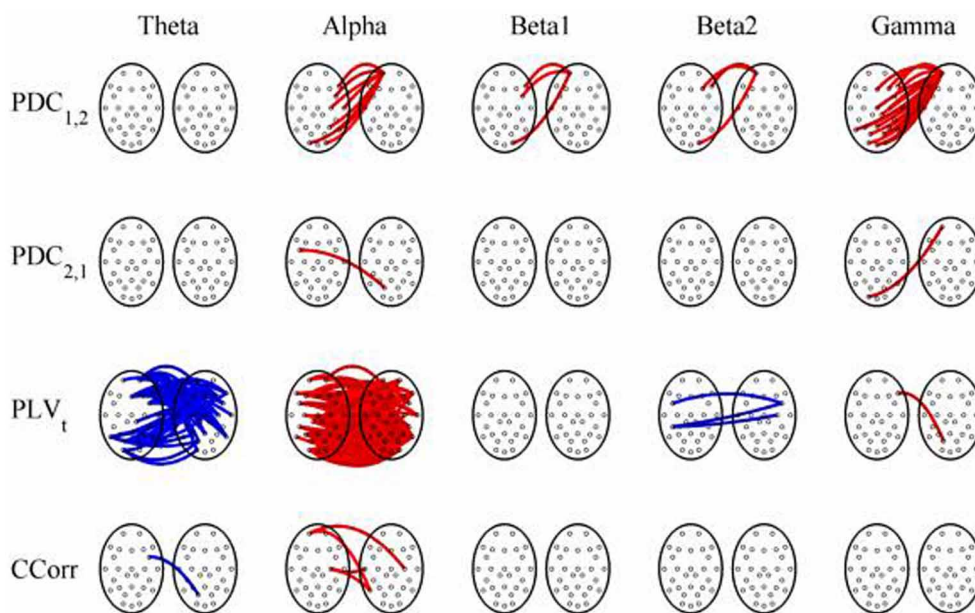 Theta Alpha Beta1 Beta2 Gamma
PDC1,2
PDC2,1
PLVt
CCorr